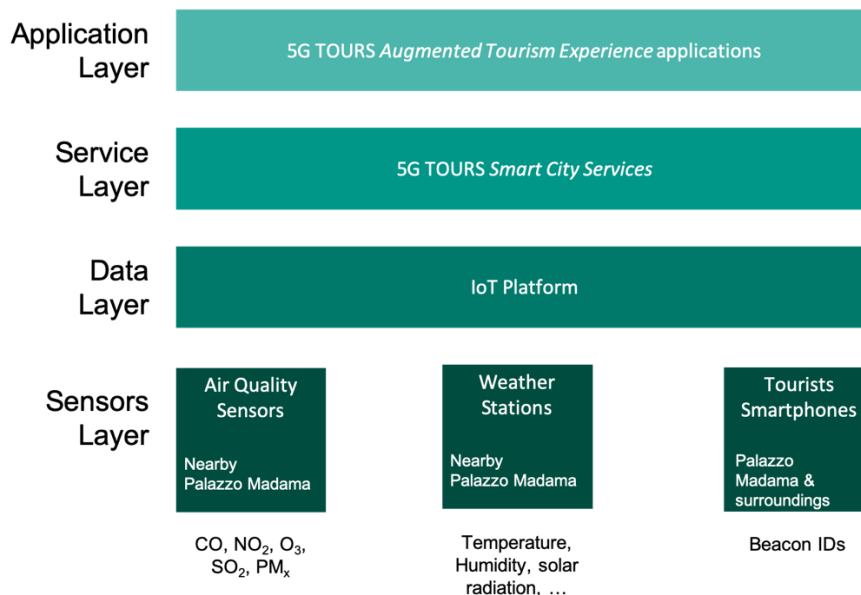 Application
Layer
5G TOURS Augmented Tourism Experience applications
Service
Layer
5G TOURS Smart City Services
Data
Layer
IoT Platform
Sensors
Layer
Air Quality
Sensors
Nearby
Palazzo Madama
Weather
Stations
Nearby
Palazzo Madama
Tourists
Smartphones
Palazzo
Madama &
surroundings
CO, NO₂, O₃,
SO₂, PMₓ
Temperature,
Humidity, solar
radiation, …
Beacon IDs